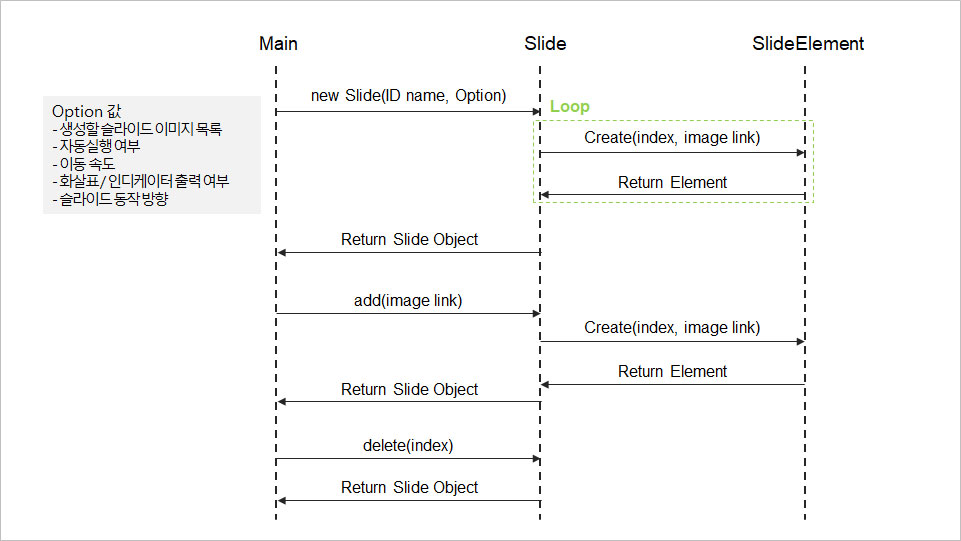 Main
Slide
SlideElement
new Slide(ID name, Option)
Option 값
- 생성할 슬라이드 이미지 목록
- 자동실행 여부
- 이동 속도
- 화살표 / 인디케이터 출력 여부
- 슬라이드 동작 방향
Loop
Create(index, image link)
Return Element
Return Slide Object
add(image link)
Create(index, image link)
Return Element
Return Slide Object
delete(index)
Return Slide Object